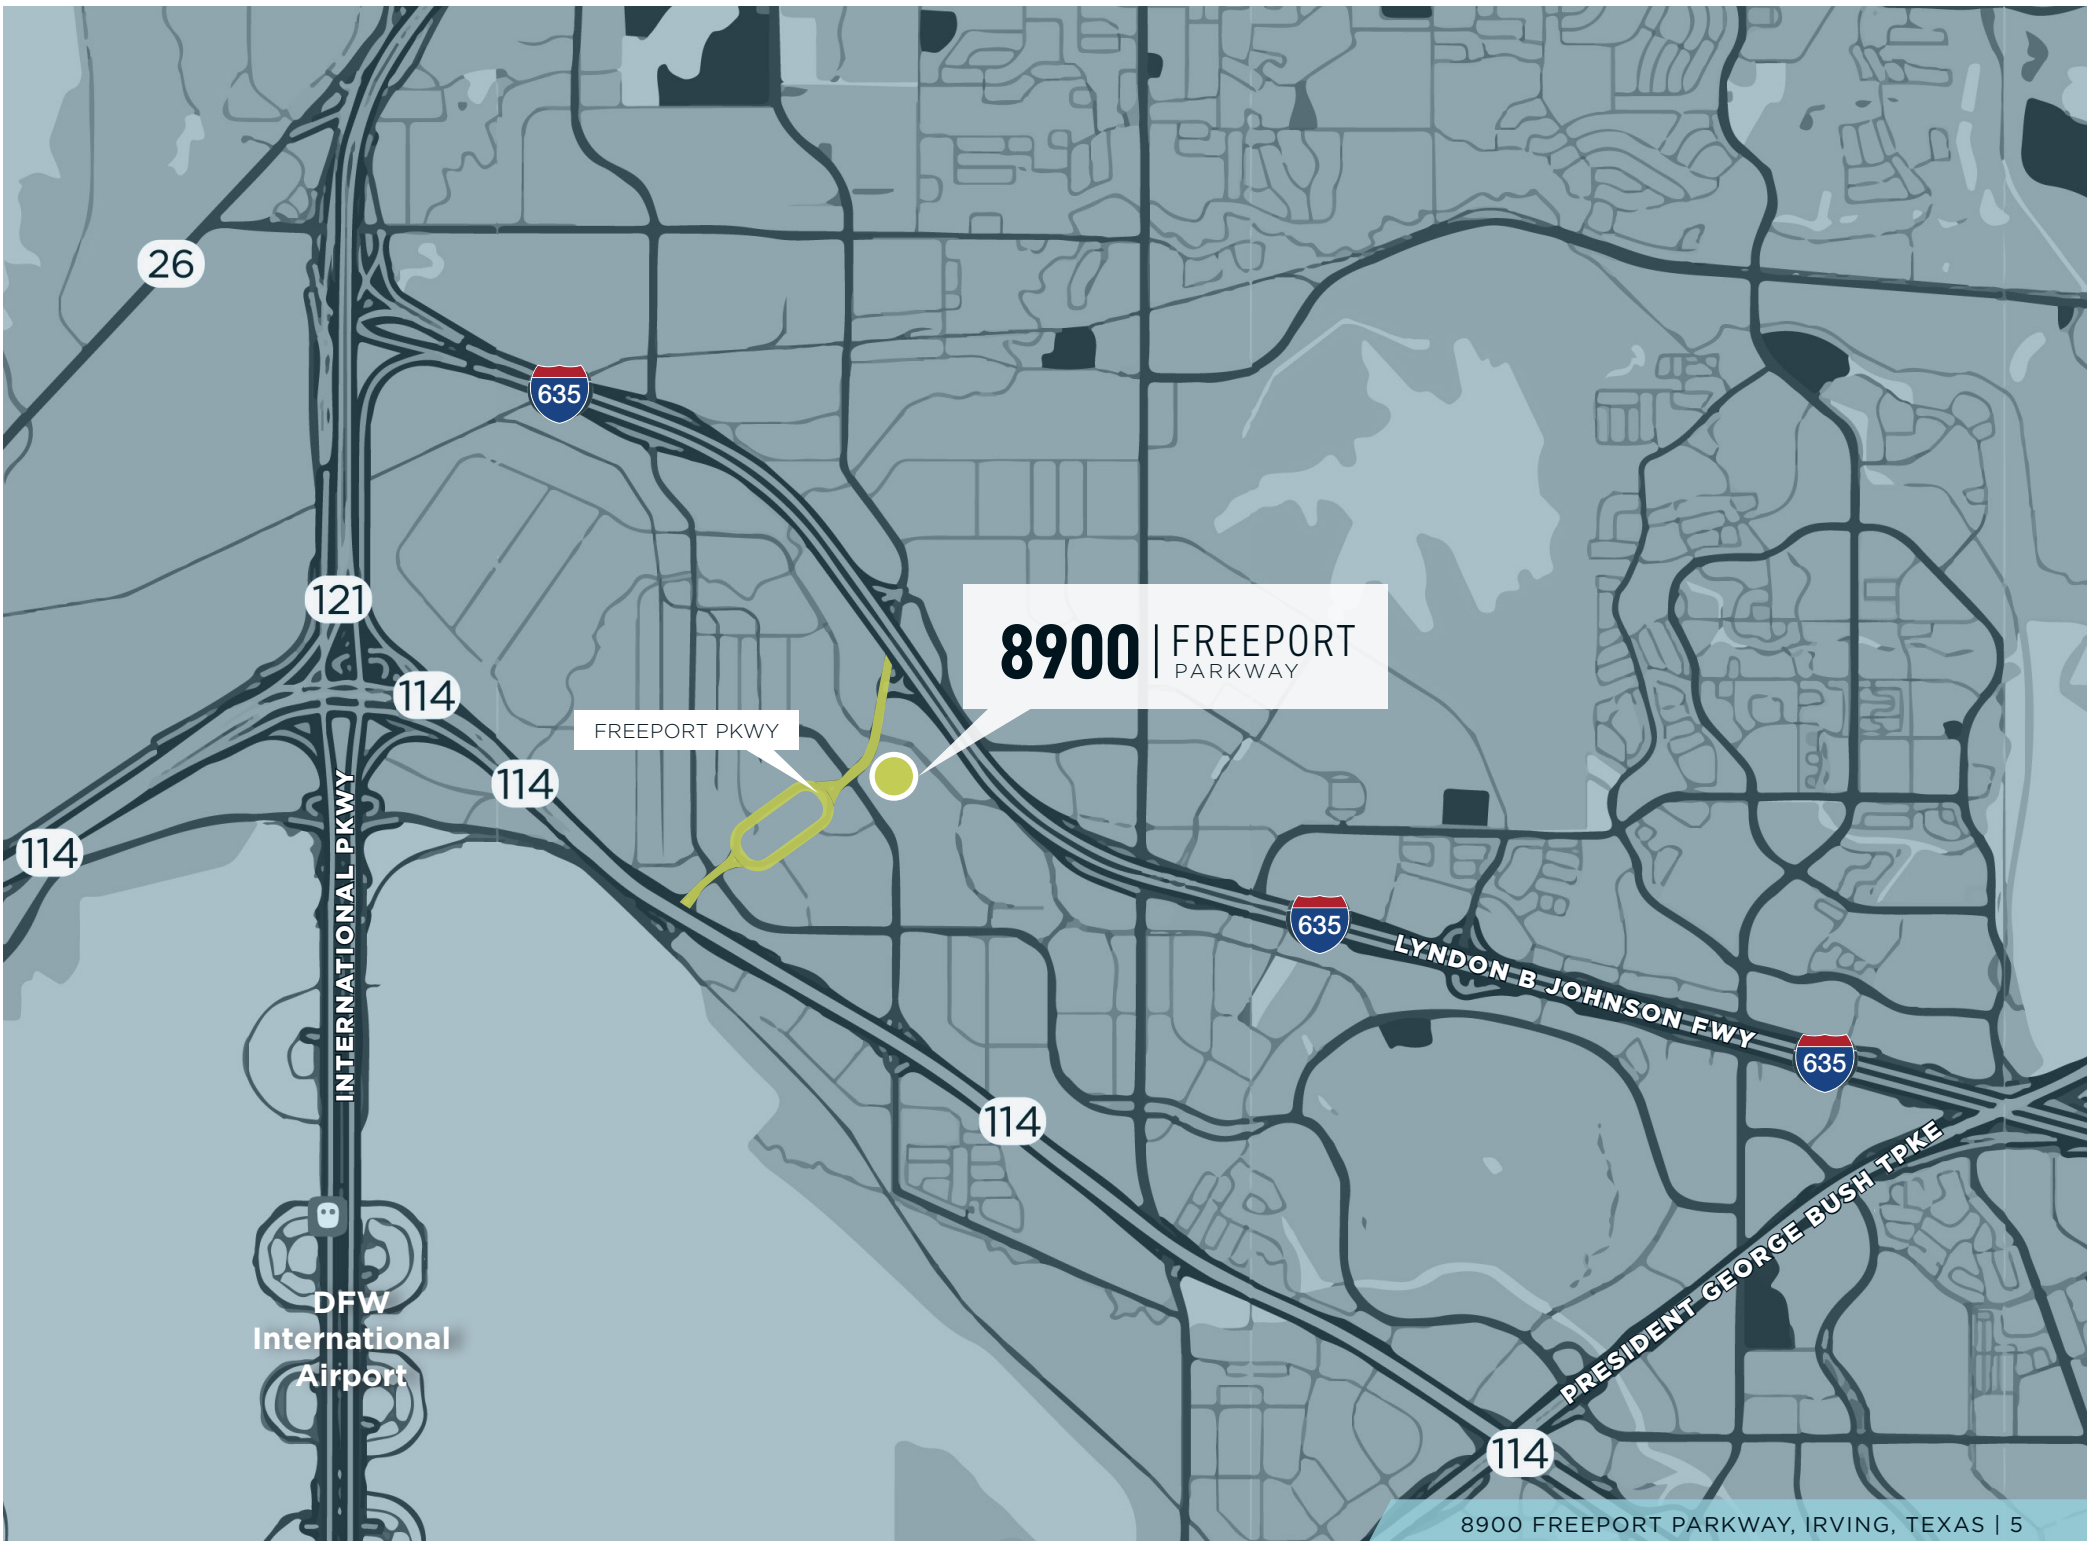 26
635
121
8900 | FREEPORT
PARKWAY
114
FREEPORT PKWY
114
114
INTERNATIONAL PKWY
635
LYNDON B JOHNSON FWY
635
114
PRESIDENT GEORGE BUSH TPKE
DFW
International
Airport
114
8900 FREEPORT PARKWAY, IRVING, TEXAS | 5